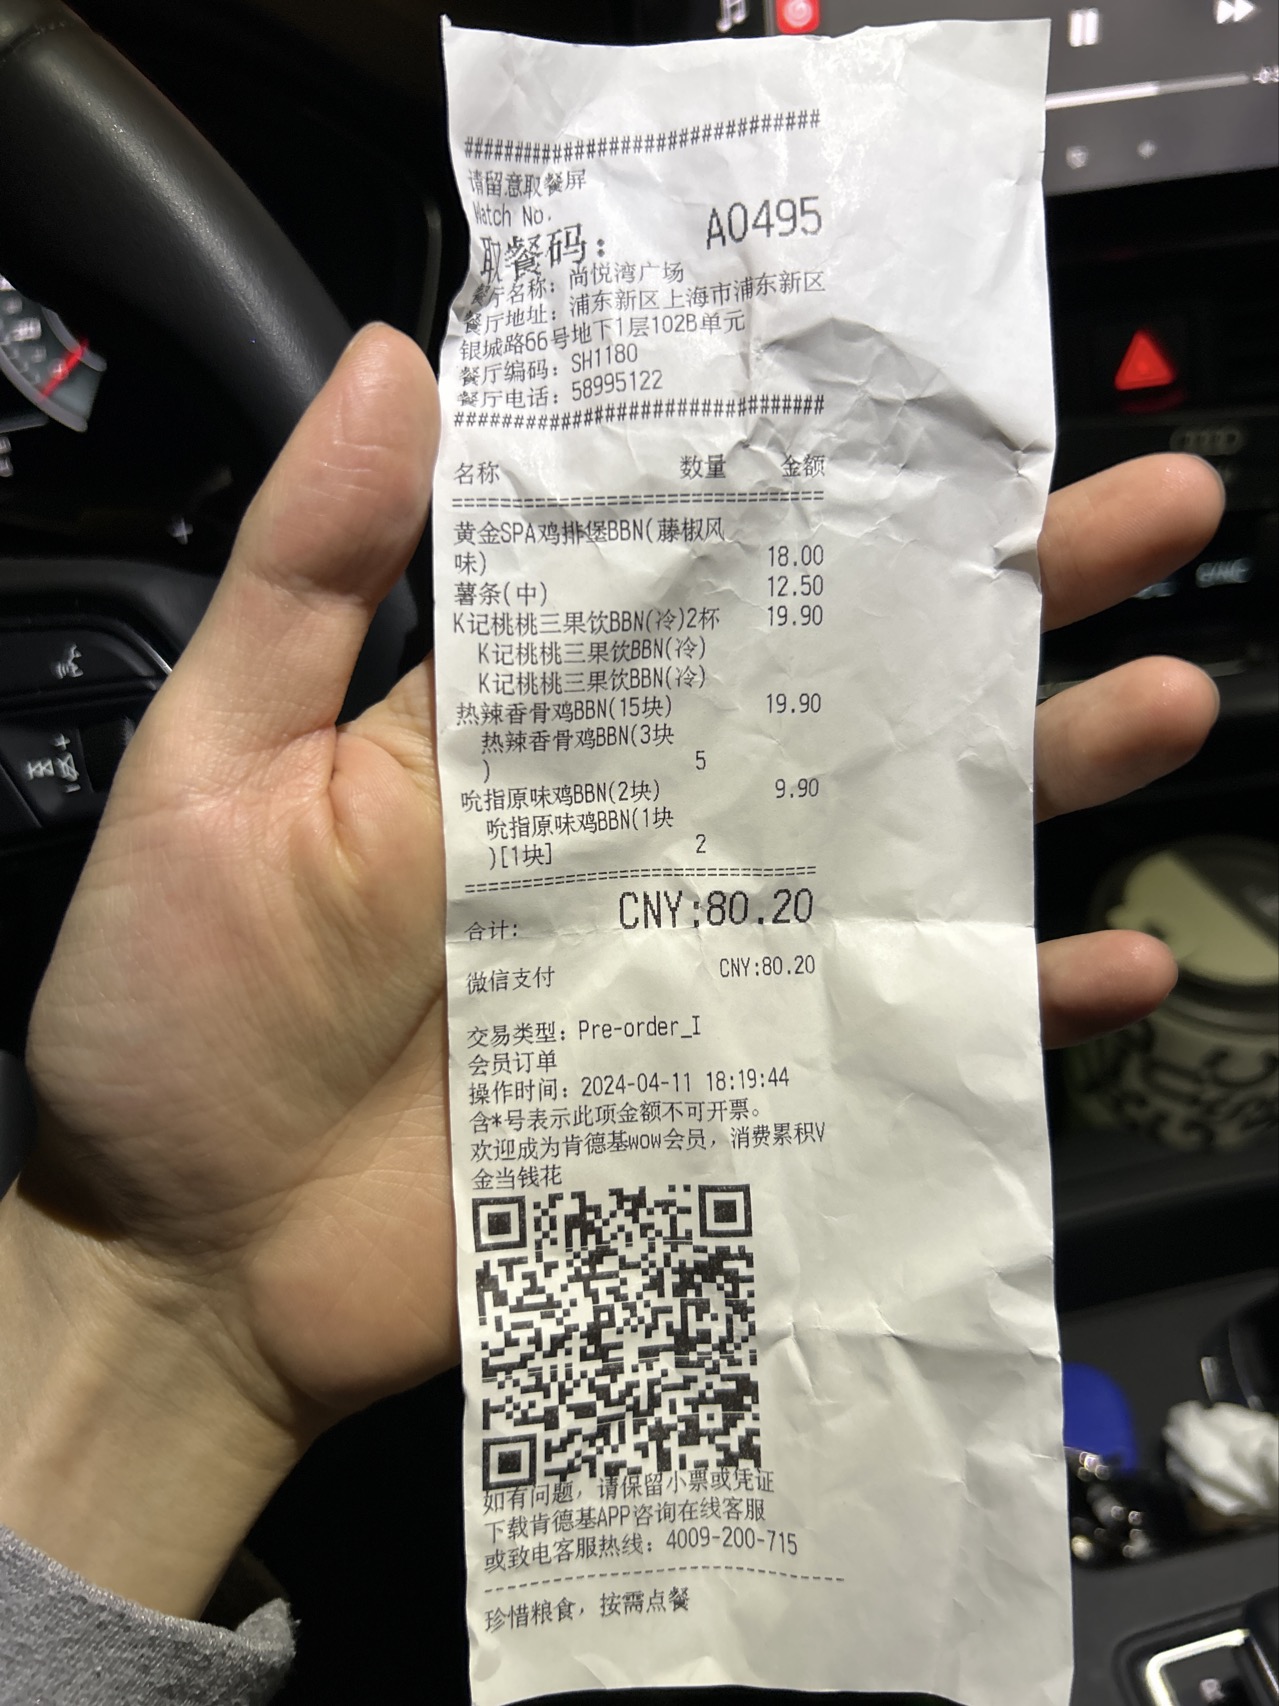 ##############################
请留意取餐屏
Watch No.
取餐码： A0495
餐厅名称：尚悦湾广场
餐厅地址：浦东新区上海市浦东新区
银城路66号地下1层102B单元
餐厅编码：SH1180
餐厅电话：58995122
##############################
名称 数量 金额
================================
黄金SPA鸡排堡BBN(藤椒风
味) 18.00
薯条(中) 12.50
K记桃桃三果饮BBN(冷)2杯 19.90
K记桃桃三果饮BBN(冷)
K记桃桃三果饮BBN(冷)
热辣香骨鸡BBN(15块) 19.90
热辣香骨鸡BBN(3块
) 5
吮指原味鸡BBN(2块) 9.90
吮指原味鸡BBN(1块
)[1块] 2
================================
合计： CNY:80.20
微信支付 CNY:80.20
交易类型：Pre-order_I
会员订单
操作时间：2024-04-11 18:19:44
含*号表示此项金额不可开票。
欢迎成为肯德基wow会员，消费累积V
金当钱花
如有问题，请保留小票或凭证
下载肯德基APP咨询在线客服
或致电客服热线：4009-200-715
--------------------------------
珍惜粮食，按需点餐
R